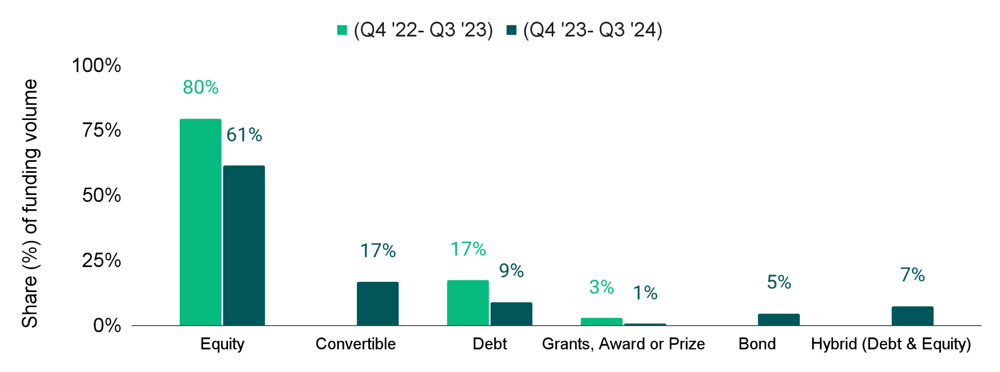 (Q4 '22- Q3 '23) (Q4 '23- Q3 '24)
Share (%) of funding volume
100%
75%
50%
25%
0%
80%
61%
17%
17%
9%
3%
1%
5%
7%
Equity
Convertible
Debt
Grants, Award or Prize
Bond
Hybrid (Debt & Equity)